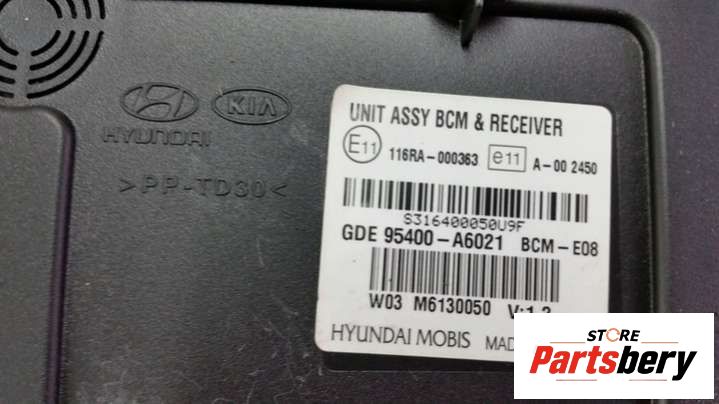 HYUNDAI
KIA
>PP-TD30<
UNIT ASSY BCM & RECEIVER
E11 116RA-000363 e11 A-00 2450
S316400050U9F
GDE 95400-A6021 BCM-E08
W03 M6130050
HYUNDAI MOBIS
STORE
Partsbery